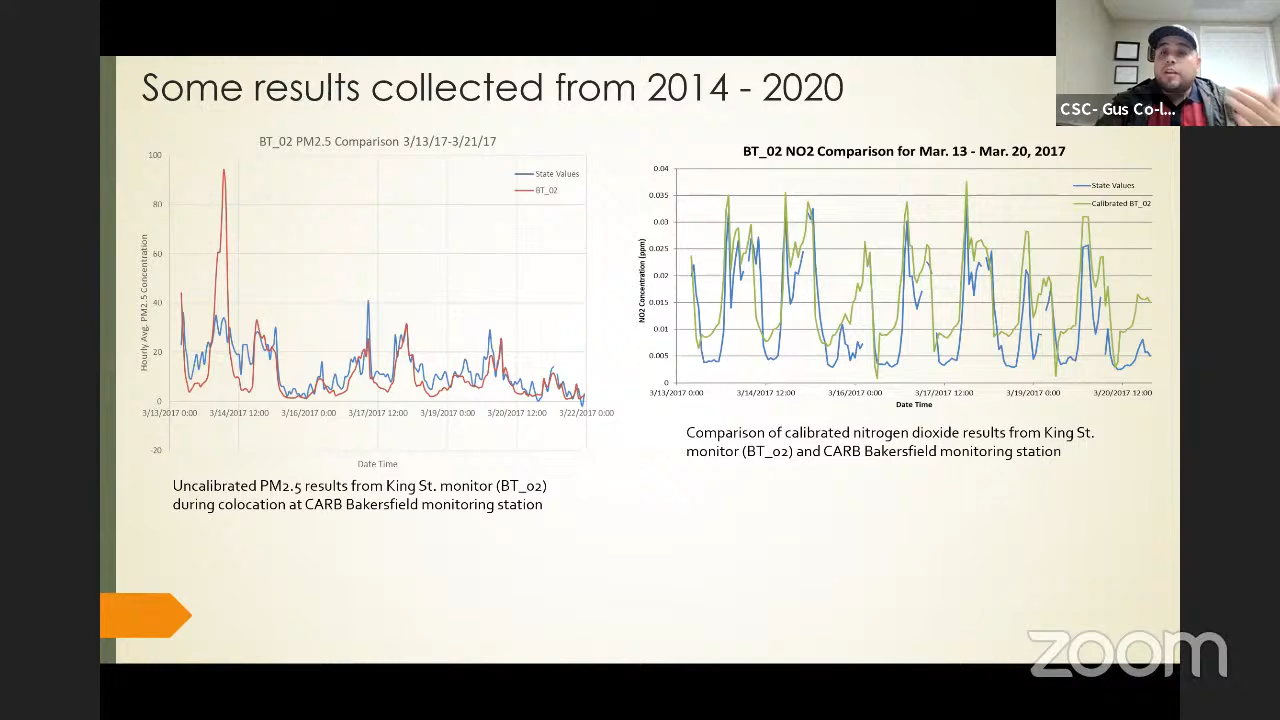 Some results collected from 2014 - 2020
CSC- Gus Co-l...
BT_02 PM2.5 Comparison 3/13/17-3/21/17
100
80
60
40
20
0
-20
Hourly Avg. PM2.5 Concentration
State Values
BT_02
3/13/2017 0:00
3/14/2017 12:00
3/16/2017 0:00
3/17/2017 12:00
3/19/2017 0:00
3/20/2017 12:00
3/22/2017 0:00
Date Time
Uncalibrated PM2.5 results from King St. monitor (BT_02)
during colocation at CARB Bakersfield monitoring station
BT_02 NO2 Comparison for Mar. 13 - Mar. 20, 2017
0.04
0.035
0.03
0.025
0.02
0.015
0.01
0.005
0
NO2 Concentration (ppm)
State Values
Calibrated BT_02
3/13/2017 0:00
3/14/2017 12:00
3/16/2017 0:00
3/17/2017 12:00
3/19/2017 0:00
3/20/2017 12:00
Date Time
Comparison of calibrated nitrogen dioxide results from King St.
monitor (BT_02) and CARB Bakersfield monitoring station
zoom